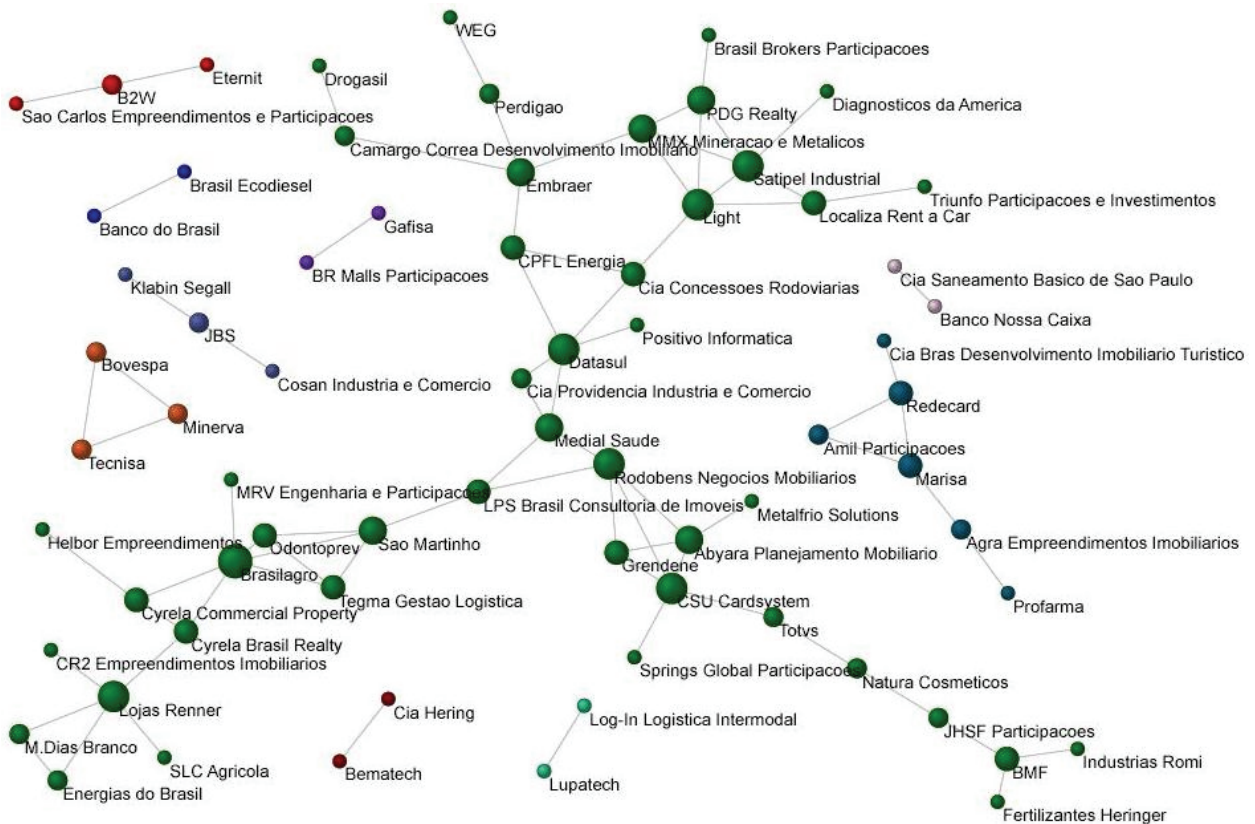 WEG
Brasil Brokers Participacoes
Eternit
Drogasil
B2W
Sao Carlos Empreendimentos e Participacoes
Perdigao
PDG Realty
Diagnosticos da America
Camargo Correa Desenvolvimento Imobiliario
MMX Mineracao e Metalicos
Brasil Ecodiesel
Embraer
Satipel Industrial
Triunfo Participacoes e Investimentos
Banco do Brasil
Gafisa
Light
Localiza Rent a Car
CPFL Energia
BR Malls Participacoes
Klabin Segall
Cia Concessoes Rodoviarias
Cia Saneamento Basico de Sao Paulo
Banco Nossa Caixa
JBS
Positivo Informatica
Cia Bras Desenvolvimento Imobiliario Turistico
Bovespa
Datasul
Cosan Industria e Comercio
Cia Providencia Industria e Comercio
Redecard
Minerva
Medial Saude
Amil Participacoes
Tecnisa
Rodobens Negocios Mobiliarios
Marisa
MRV Engenharia e Participacoes
LPS Brasil Consultoria de Imoveis
Metalfrio Solutions
Helbor Empreendimentos
Odontoprev
Sao Martinho
Abyara Planejamento Mobiliario
Agra Empreendimentos Imobiliarios
Brasilagro
Grendene
Tegma Gestao Logistica
CSU Cardsystem
Profarma
Cyrela Commercial Property
Totvs
Cyrela Brasil Realty
CR2 Empreendimentos Imobiliarios
Springs Global Participacoes
Natura Cosmeticos
Lojas Renner
Cia Hering
Log-In Logistica Intermodal
JHSF Participacoes
M.Dias Branco
SLC Agricola
Industrias Romi
BMF
Bematech
Lupatech
Energias do Brasil
Fertilizantes Heringer